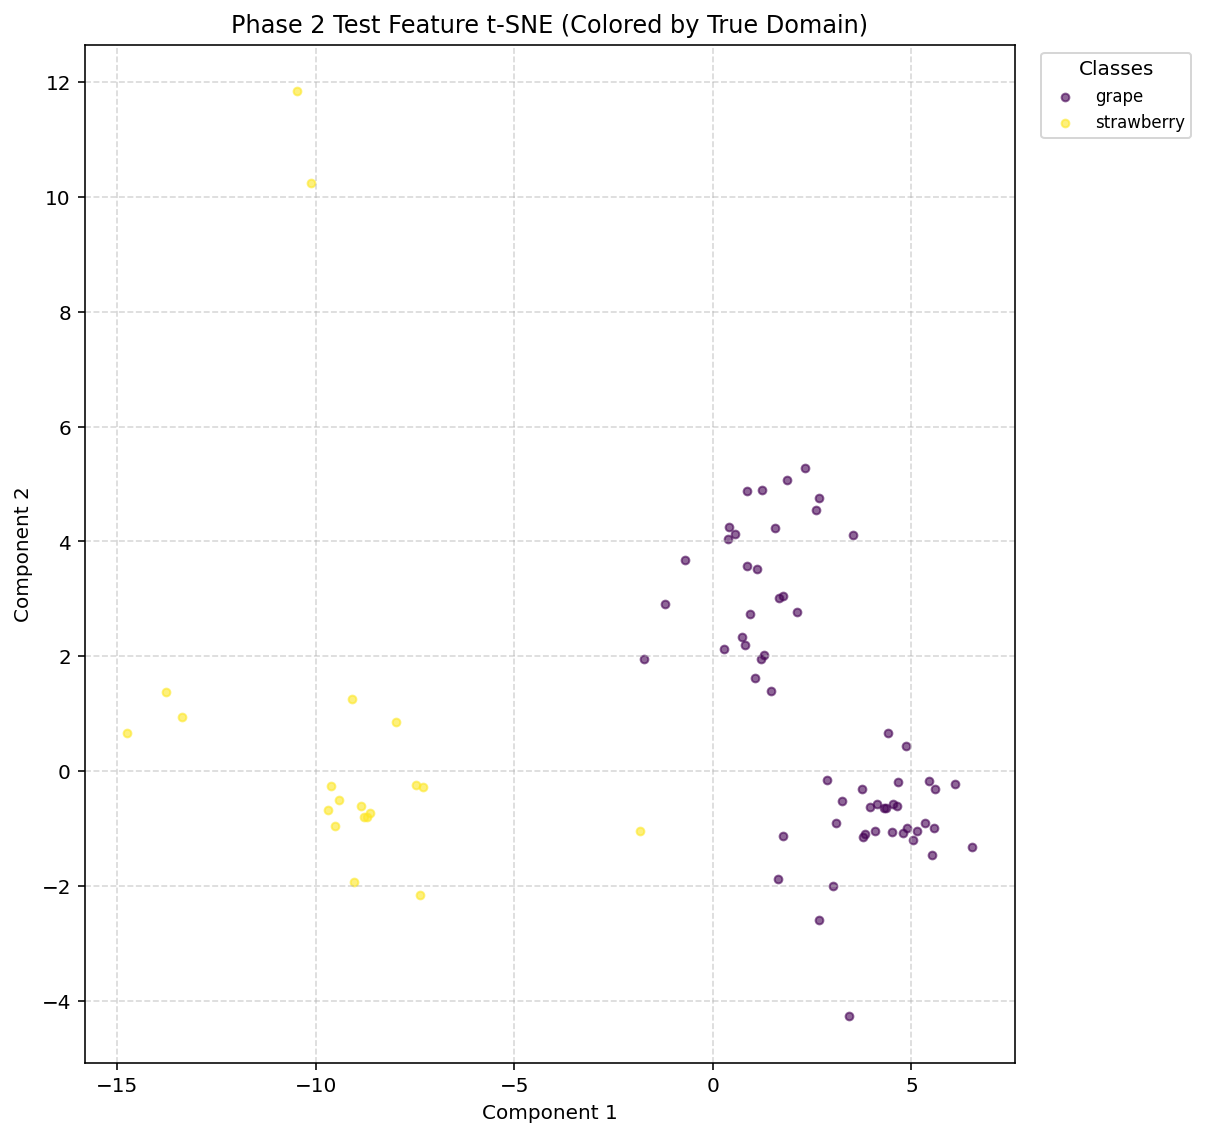 Phase 2 Test Feature t-SNE (Colored by True Domain)
Classes
grape
strawberry
12
10
8
6
4
2
0
−2
−4
Component 2
−15
−10
−5
0
5
Component 1